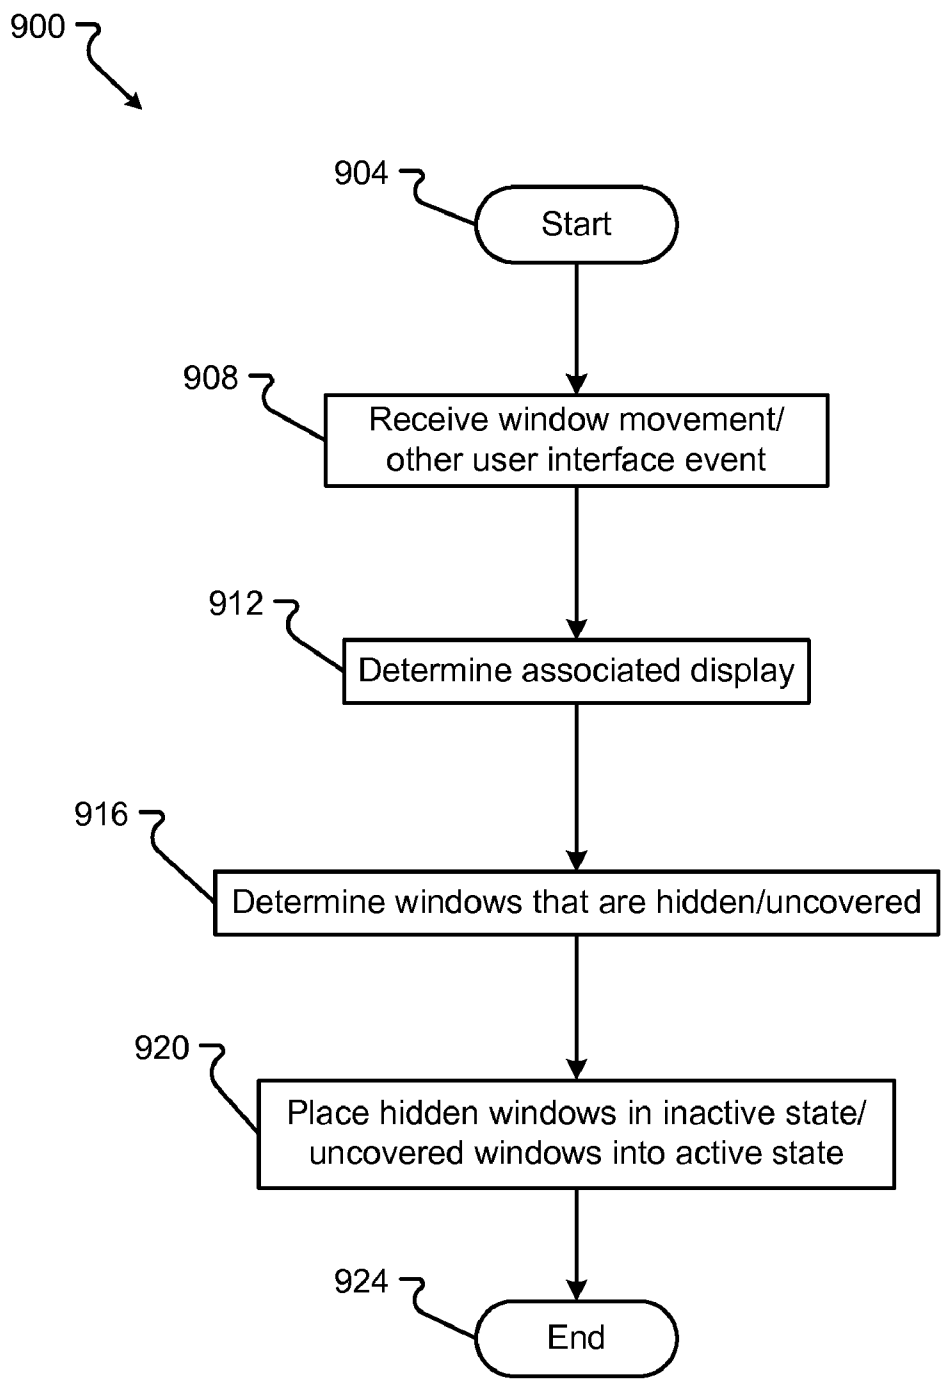 900
904
Start
908
Receive window movement/
other user interface event
912
Determine associated display
916
Determine windows that are hidden/uncovered
920
Place hidden windows in inactive state/
uncovered windows into active state
924
End